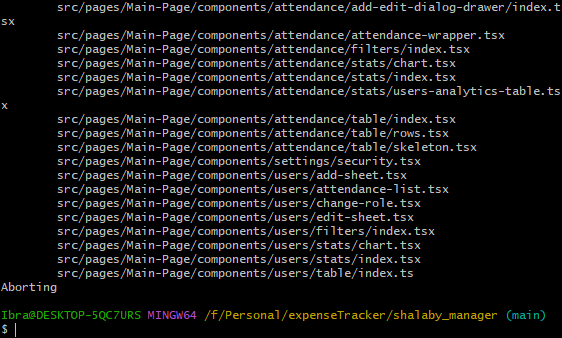 src/pages/Main-Page/components/attendance/add-edit-dialog-drawer/index.t
sx
src/pages/Main-Page/components/attendance/attendance-wrapper.tsx
src/pages/Main-Page/components/attendance/filters/index.tsx
src/pages/Main-Page/components/attendance/stats/chart.tsx
src/pages/Main-Page/components/attendance/stats/index.tsx
src/pages/Main-Page/components/attendance/stats/users-analytics-table.ts
x
src/pages/Main-Page/components/attendance/table/index.tsx
src/pages/Main-Page/components/attendance/table/rows.tsx
src/pages/Main-Page/components/attendance/table/skeleton.tsx
src/pages/Main-Page/components/settings/security.tsx
src/pages/Main-Page/components/users/add-sheet.tsx
src/pages/Main-Page/components/users/attendance-list.tsx
src/pages/Main-Page/components/users/change-role.tsx
src/pages/Main-Page/components/users/edit-sheet.tsx
src/pages/Main-Page/components/users/filters/index.tsx
src/pages/Main-Page/components/users/stats/chart.tsx
src/pages/Main-Page/components/users/stats/index.tsx
src/pages/Main-Page/components/users/table/index.ts
Aborting
Ibra@DESKTOP-5QC7URS MINGW64 /f/Personal/expenseTracker/shalaby_manager (main)
$